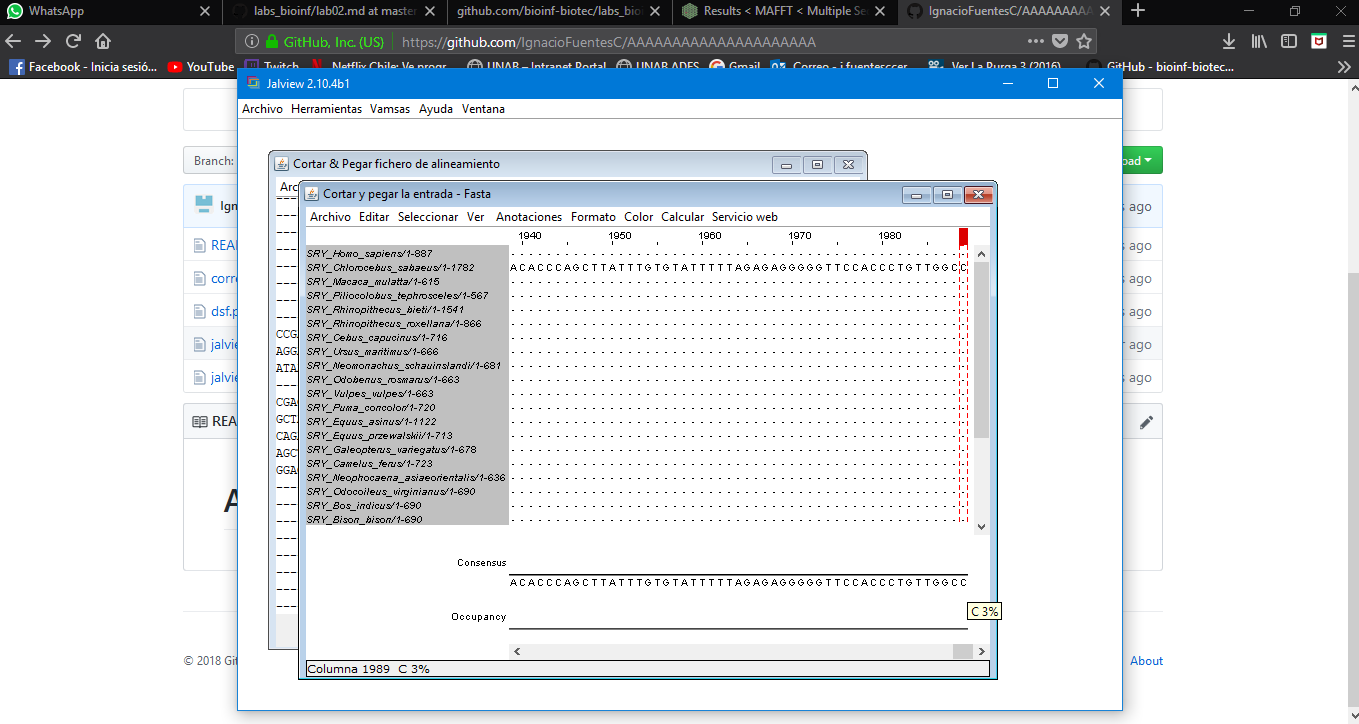 WhatsApp
labs_bioinf/lab02.md at master
github.com/bioinf-biotec/labs_bio
Results < MAFFT < Multiple Se
IgnacioFuentesC/AAAAAAAAA
GitHub, Inc. (US)
https://github.com/IgnacioFuentesC/AAAAAAAAAAAAAAAAAAAAA
Facebook - Inicia sesió...
YouTube
Twitch
Netflix Chile: Ve progr
UNAB – Intranet Portal
UNAB ADFS
Gmail
Correo - i.fuentesccer
Ver La Purga 3 (2016)
GitHub - bioinf-biotec...
Jalview 2.10.4b1
Archivo Herramientas Vamsas Ayuda Ventana
Branch:
oad
Cortar & Pegar fichero de alineamiento
Arc
Ign
s ago
REA
s ago
corre
s ago
dsf.p
s ago
jalvie
r ago
jalvie
s ago
REA
A
CCG
AGG
ATA
CGA
GCT
CAG
AGC
GGA
Cortar y pegar la entrada - Fasta
Archivo Editar Seleccionar Ver Anotaciones Formato Color Calcular Servicio web
1940 1950 1960 1970 1980
SRY_Homo_sapiens/1-887
SRY_Chlorocebus_sabaeus/1-1782 ACACCCAGCTTATTTGTGTATTTTTAGAGAGGGGGTTCCACCCTGTTGGCC
SRY_Macaca_mulatta/1-615
SRY_Piliocolobus_tephrosceles/1-567
SRY_Rhinopithecus_bieti/1-1541
SRY_Rhinopithecus_roxellana/1-866
SRY_Cebus_capucinus/1-716
SRY_Ursus_maritimus/1-666
SRY_Neomonachus_schauinslandi/1-681
SRY_Odobenus_rosmarus/1-663
SRY_Vulpes_vulpes/1-663
SRY_Puma_concolor/1-720
SRY_Equus_asinus/1-1122
SRY_Equus_przewalskii/1-713
SRY_Galeopterus_variegatus/1-678
SRY_Camelus_ferus/1-723
SRY_Neophocaena_asiaeorientalis/1-636
SRY_Odocoileus_virginianus/1-690
SRY_Bos_indicus/1-690
SRY_Bison_bison/1-690
Consensus
ACACCCAGCTTATTTGTGTATTTTTAGAGAGGGGGTTCCACCCTGTTGGCC
C 3%
Occupancy
Columna 1989 C 3%
© 2018 Git
About